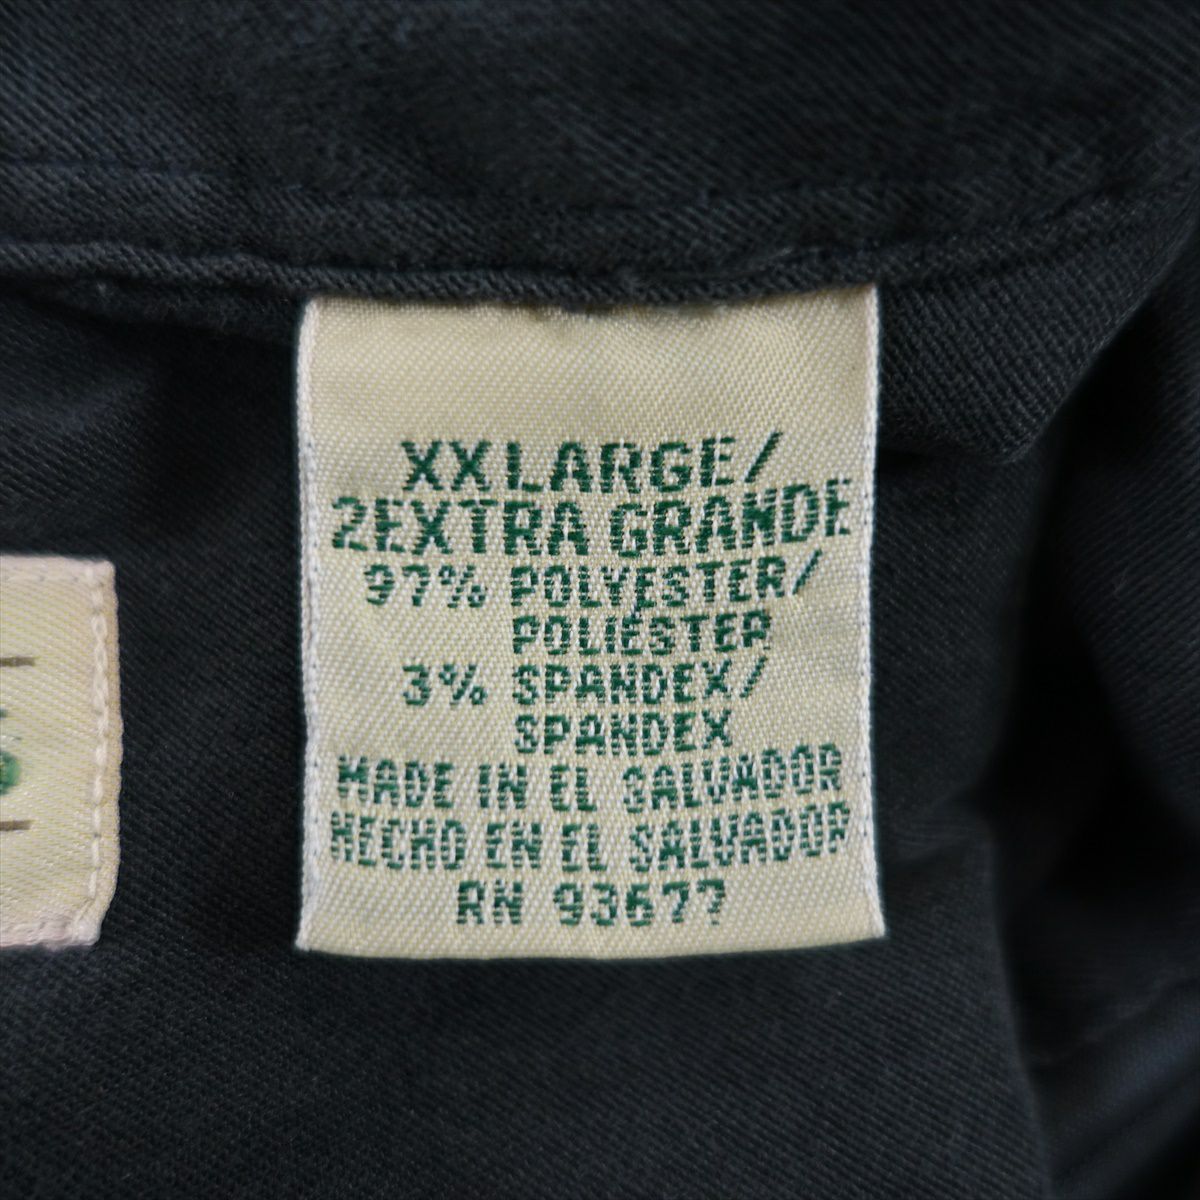 XXLARGE/
2EXTRA GRANDE
97% POLYESTER/
POLIÉSTER
3% SPANDEX/
SPANDEX
MADE IN EL SALVADOR
HECHO EN EL SALVADOR
RN 93677